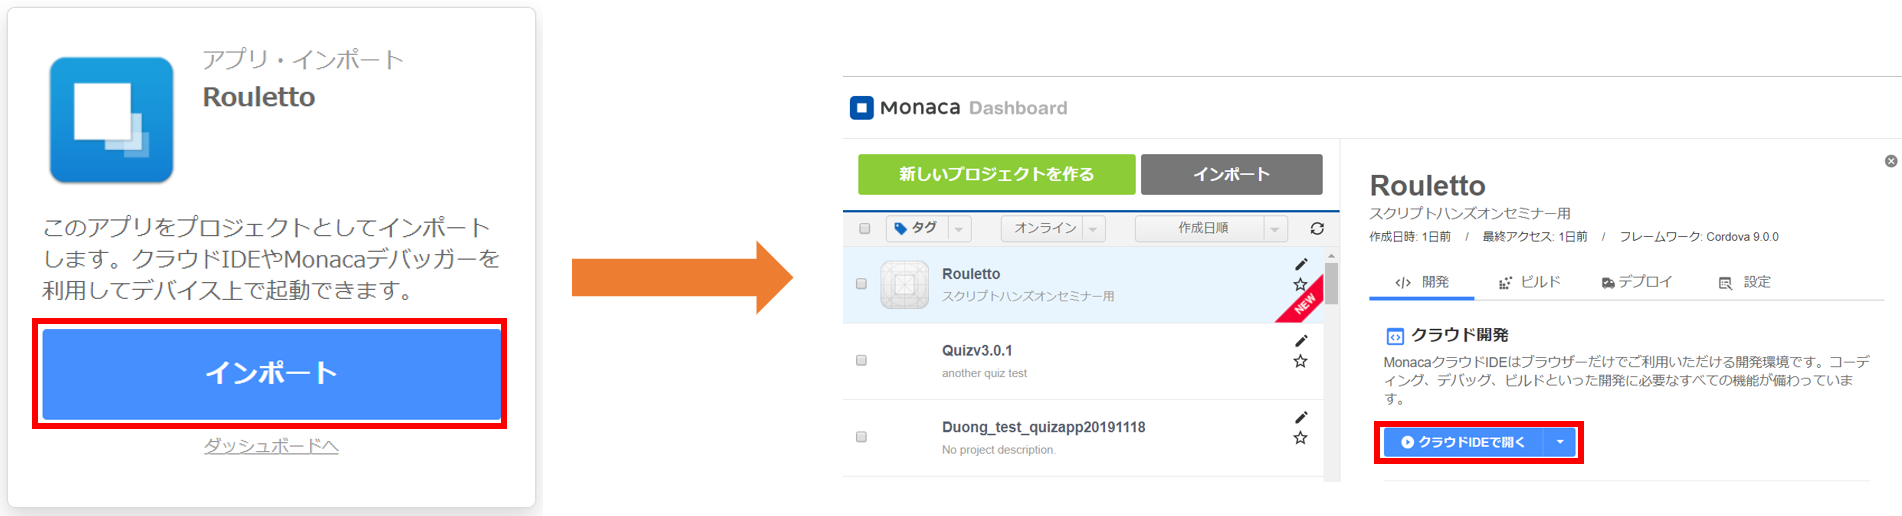 アプリ・インポート
Rouletto
このアプリをプロジェクトとしてインポート
します。クラウドIDEやMonacaデバッガーを
利用してデバイス上で起動できます。
インポート
ダッシュボードへ
Monaca Dashboard
新しいプロジェクトを作る
インポート
タグ
オンライン
作成日順
Rouletto
スクリプトハンズオンセミナー用
NEW
Quizv3.0.1
another quiz test
Duong_test_quizapp20191118
No project description.
Rouletto
スクリプトハンズオンセミナー用
作成日時: 1日前 / 最終アクセス: 1日前 / フレームワーク: Cordova 9.0.0
開発 ビルド デプロイ 設定
クラウド開発
MonacaクラウドIDEはブラウザーだけでご利用いただける開発環境です。コー
ディング、デバッグ、ビルドといった開発に必要なすべての機能が備わっていま
す。
クラウドIDEで開く